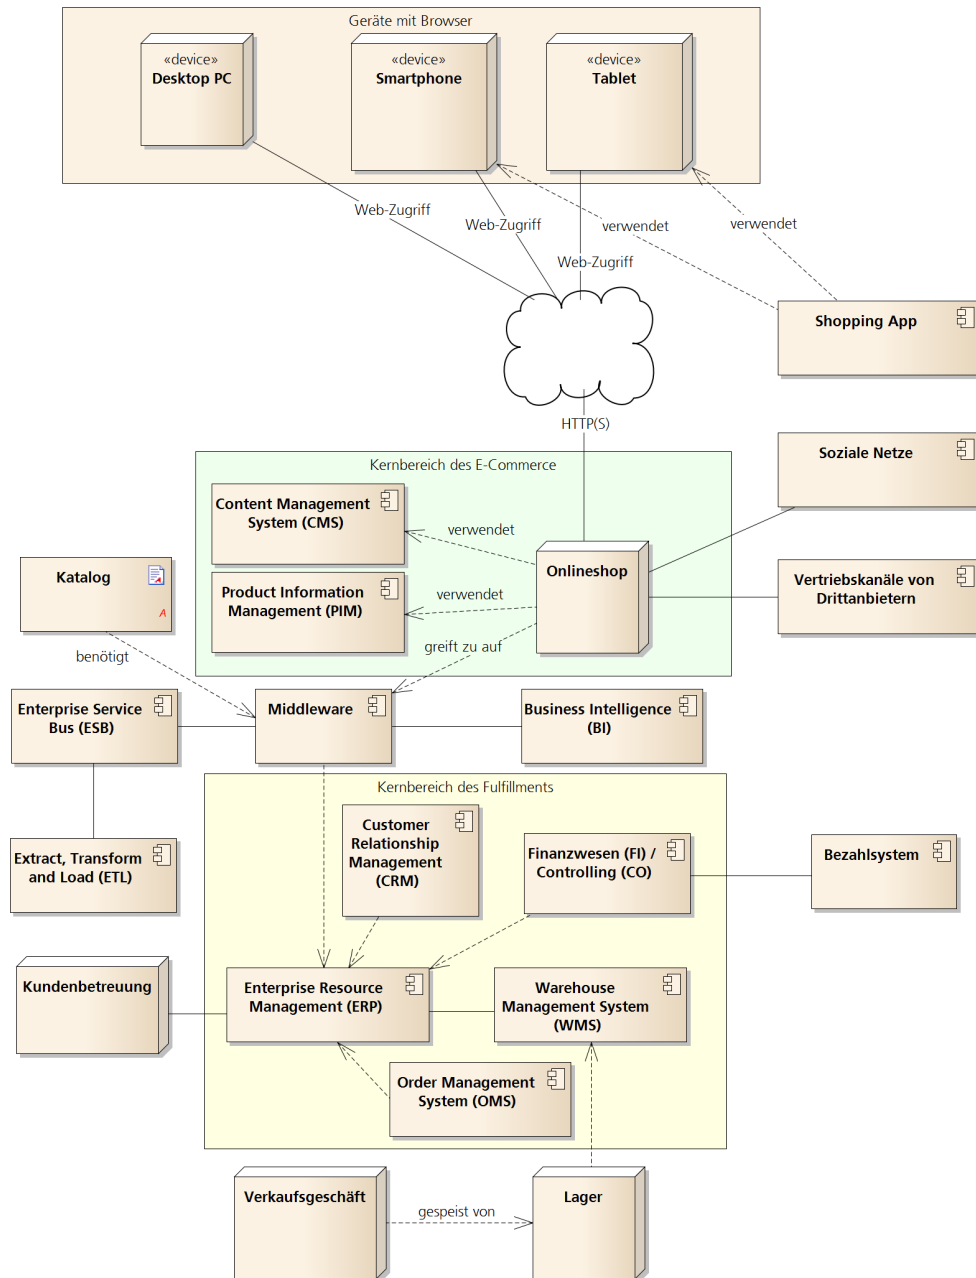 Geräte mit Browser
«device»
Desktop PC
«device»
Smartphone
«device»
Tablet
Web-Zugriff
Web-Zugriff
verwendet
verwendet
Web-Zugriff
Shopping App
HTTP(S)
Kernbereich des E-Commerce
Soziale Netze
Content Management
System (CMS)
verwendet
Onlineshop
Katalog
A
Product Information
Management (PIM)
verwendet
Vertriebskanäle von
Drittanbietern
benötigt
greift zu auf
Enterprise Service
Bus (ESB)
Middleware
Business Intelligence
(BI)
Kernbereich des Fulfillments
Customer
Relationship
Management
(CRM)
Finanzwesen (FI) /
Controlling (CO)
Bezahlsystem
Extract, Transform
and Load (ETL)
Kundenbetreuung
Enterprise Resource
Management (ERP)
Warehouse
Management System
(WMS)
Order Management
System (OMS)
Verkaufsgeschäft
gespeist von
Lager